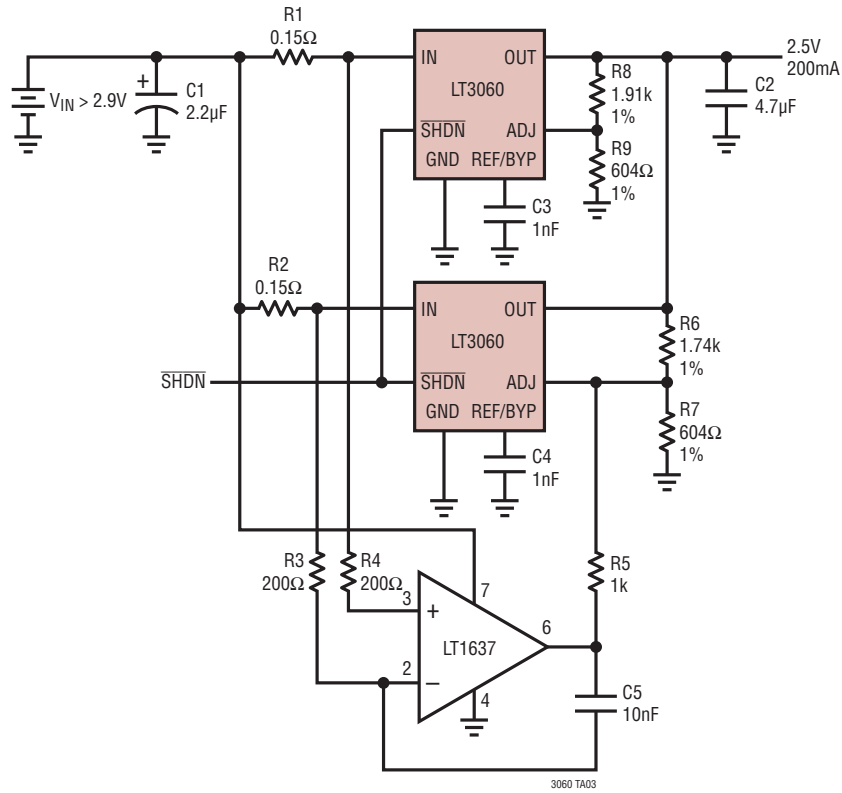 R1
0.15Ω
IN
OUT
LT3060
SHDN
ADJ
GND
REF/BYP
2.5V
200mA
R8
1.91k
1%
R9
604Ω
1%
C2
4.7µF
VIN > 2.9V
+
C1
2.2µF
C3
1nF
R2
0.15Ω
IN
OUT
LT3060
SHDN
SHDN
ADJ
GND
REF/BYP
R6
1.74k
1%
R7
604Ω
1%
C4
1nF
R3
200Ω
R4
200Ω
R5
1k
3
+
7
LT1637
6
2
–
4
C5
10nF
3060 TA03